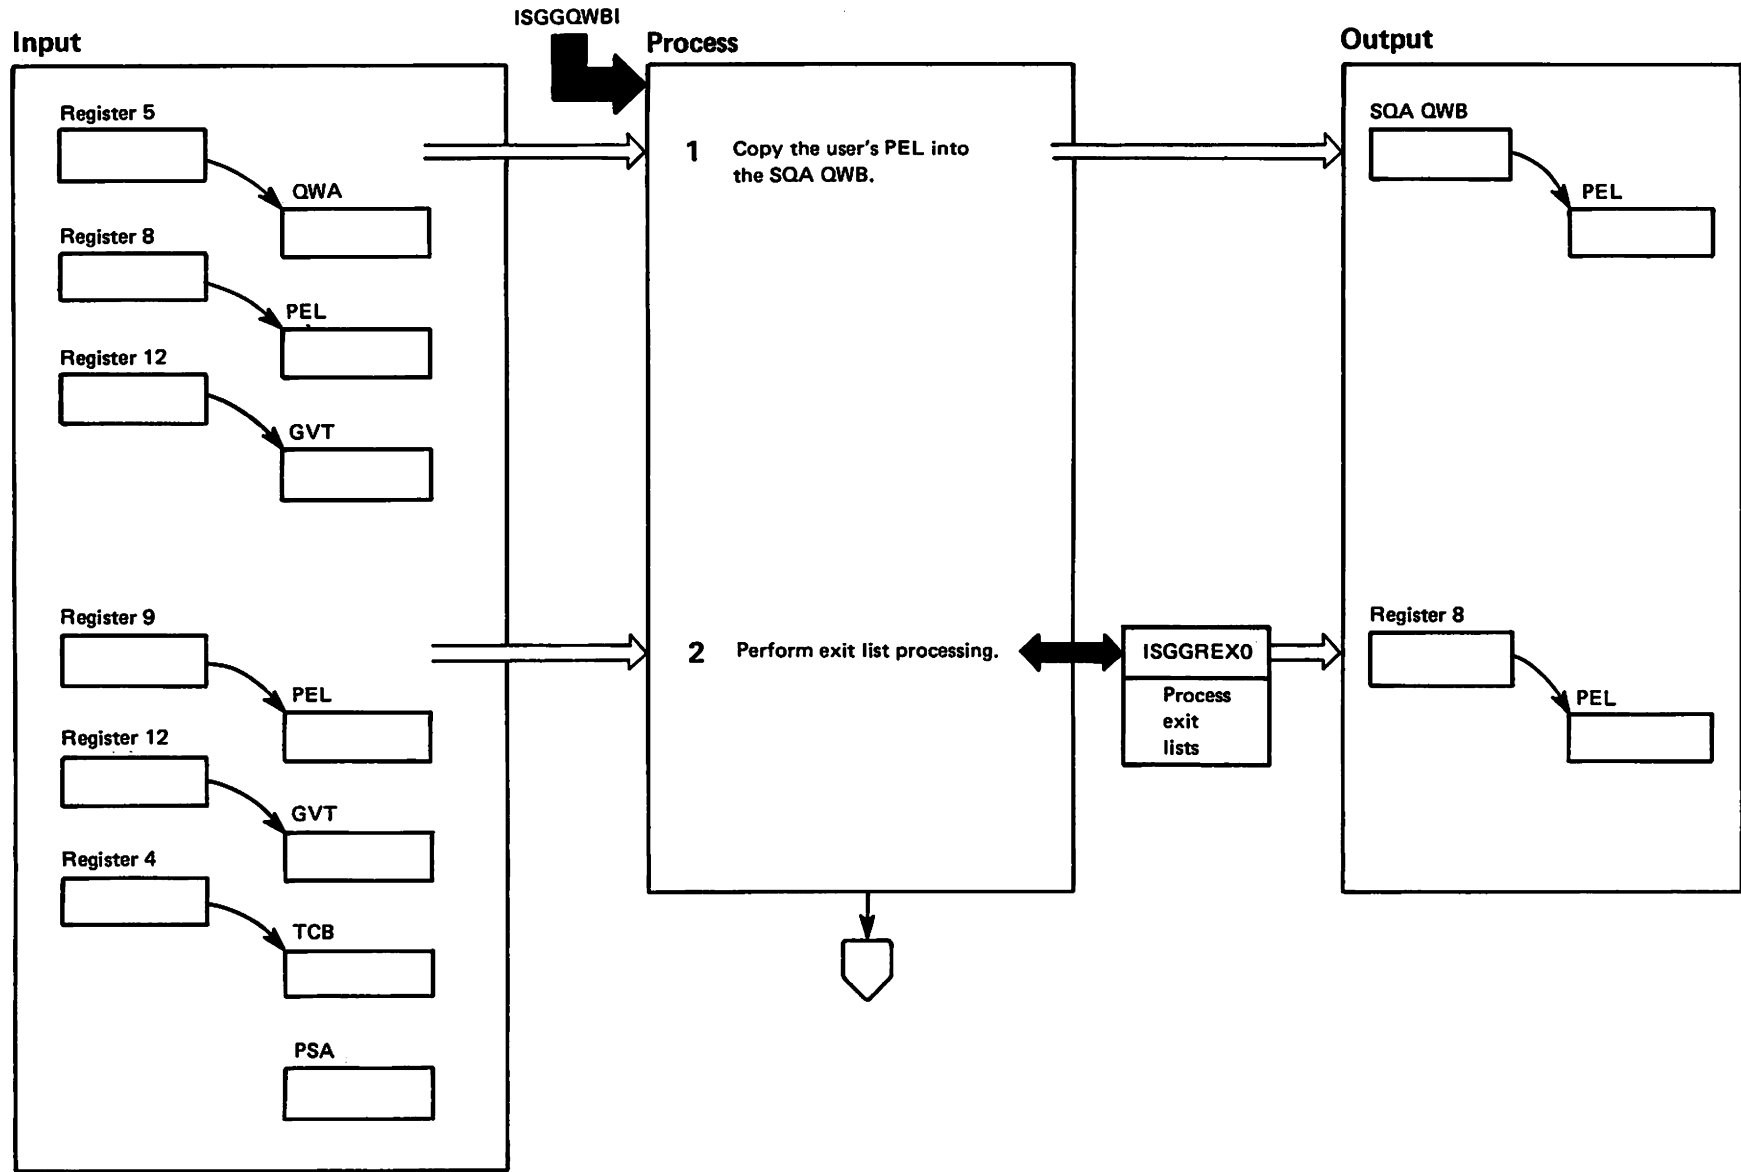 ISGGQWBI
Input
Process
Output
Register 5
QWA
Register 8
PEL
Register 12
GVT
1 Copy the user's PEL into
the SQA QWB.
SQA QWB
PEL
Register 9
PEL
Register 12
GVT
Register 4
TCB
PSA
2 Perform exit list processing.
ISGGREX0
Process
exit
lists
Register 8
PEL